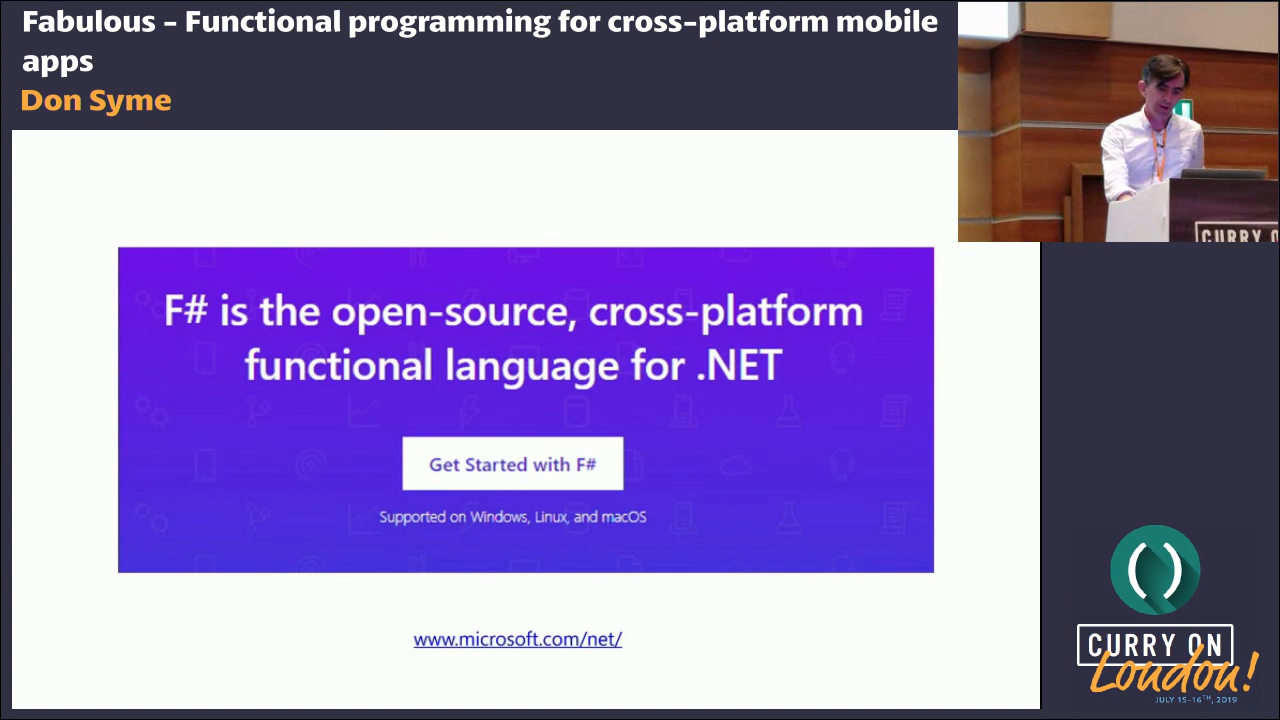 Fabulous – Functional programming for cross-platform mobile
apps
Don Syme
CURRY O
F# is the open-source, cross-platform
functional language for .NET
Get Started with F#
Supported on Windows, Linux, and macOS
www.microsoft.com/net/
( )
CURRY ON
London!
JULY 15-16TH, 2019